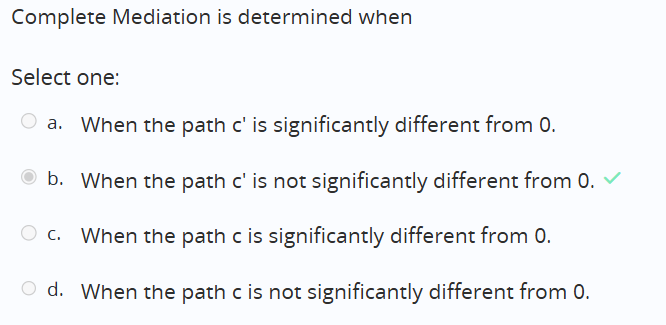 Complete Mediation is determined when
Select one:
a. When the path c' is significantly different from 0.
b. When the path c' is not significantly different from 0.
c. When the path c is significantly different from 0.
d. When the path c is not significantly different from 0.